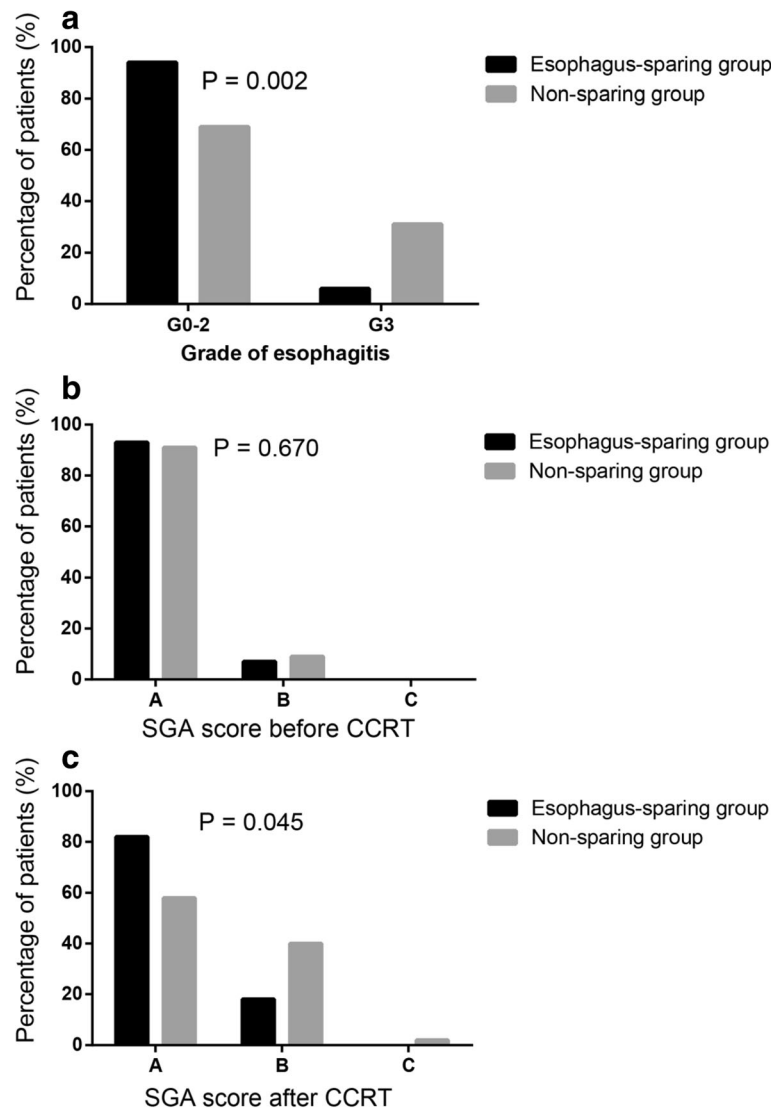 a
Percentage of patients (%)
100
80
60
40
20
0
P = 0.002
Esophagus-sparing group
Non-sparing group
G0-2
G3
Grade of esophagitis
b
Percentage of patients (%)
100
80
60
40
20
0
P = 0.670
Esophagus-sparing group
Non-sparing group
A
B
C
SGA score before CCRT
c
Percentage of patients (%)
100
80
60
40
20
0
P = 0.045
Esophagus-sparing group
Non-sparing group
A
B
C
SGA score after CCRT